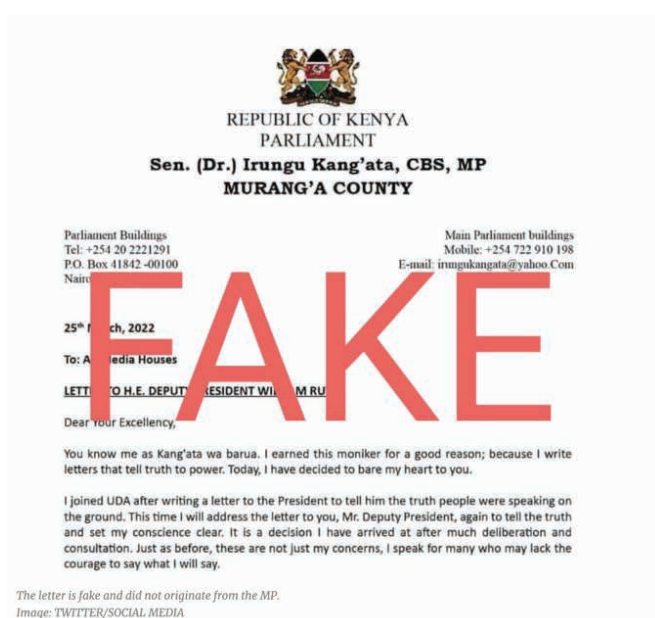 REPUBLIC OF KENYA
PARLIAMENT
Sen. (Dr.) Irungu Kang'ata, CBS, MP
MURANG'A COUNTY
Parliament Buildings
Tel: +254 20 2221291
P.O. Box 41842 -00100
Main Parliament buildings
Mobile: +254 722 910 198
E-mail: irungukangata@yahoo.Com
FAKE
25th ch, 2022
To: Media Houses
TO H.E. DEPUTY
Dear Your Excellency,
You know me as Kang'ata wa barua. I earned this moniker for a good reason; because I write
letters that tell truth to power. Today, I have decided to bare my heart to you.
I joined UDA after writing a letter to the President to tell him the truth people were speaking on
the ground. This time I will address the letter to you, Mr. Deputy President, again to tell the truth
and set my conscience clear. It is a decision I have arrived at after much deliberation and
consultation. Just as before, these are not just my concerns, I speak for many who may lack the
courage to say what I will say.
The letter is fake and did not originate from the MP.
Image: TWITTER/SOCIAL MEDIA